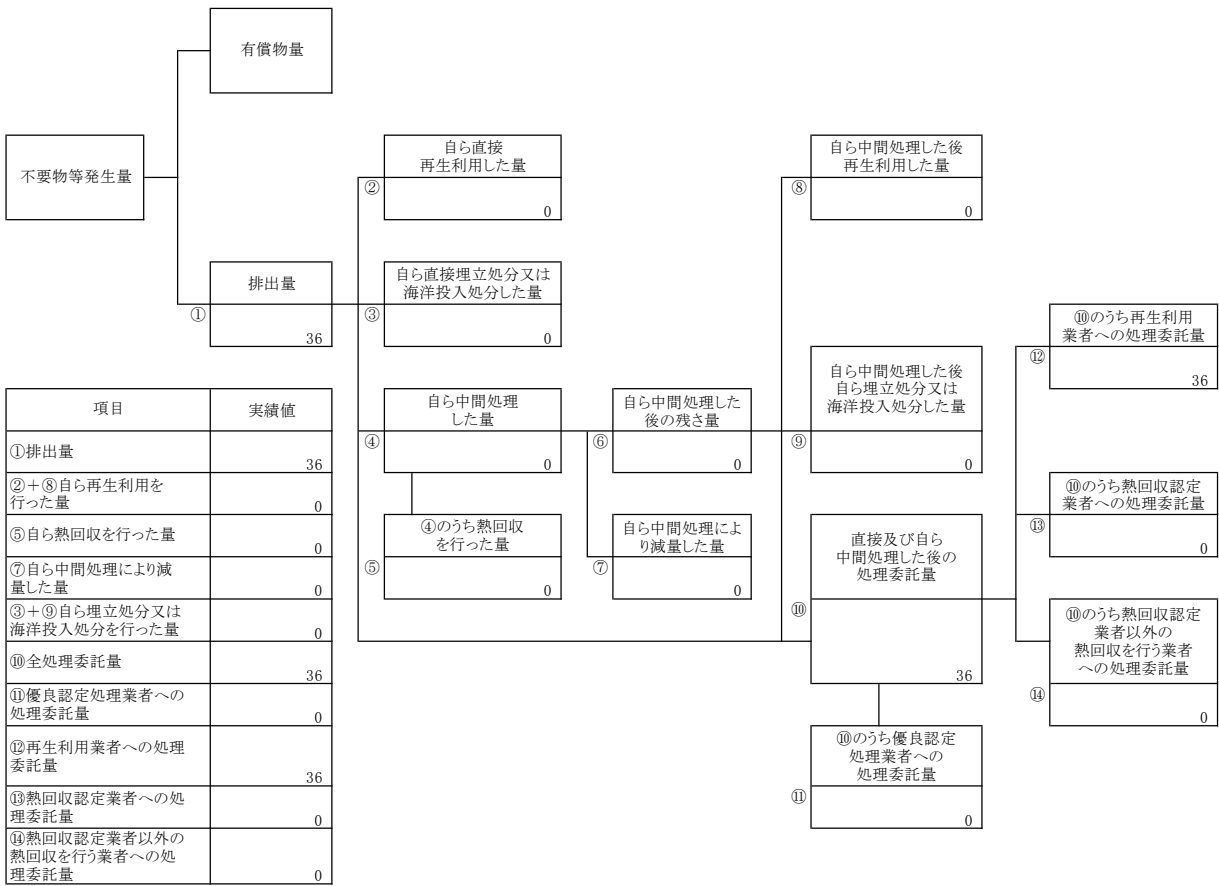 有償物量
不要物等発生量
排出量
①
36
自ら直接
再生利用した量
②
0
自ら直接埋立処分又は
海洋投入処分した量
③
0
自ら中間処理
した量
④
0
④のうち熱回収
を行った量
⑤
0
自ら中間処理した
後の残さ量
⑥
0
自ら中間処理によ
り減量した量
⑦
0
自ら中間処理した後
再生利用した量
⑧
0
自ら中間処理した後
自ら埋立処分又は
海洋投入処分した量
⑨
0
直接及び自ら
中間処理した後の
処理委託量
⑩
36
⑩のうち優良認定
処理業者への
処理委託量
⑪
0
⑩のうち再生利用
業者への処理委託量
⑫
36
⑩のうち熱回収認定
業者への処理委託量
⑬
0
⑩のうち熱回収認定
業者以外の
熱回収を行う業者
への処理委託量
⑭
0
項目 実績値
①排出量
36
②+⑧自ら再生利用を
行った量 0
⑤自ら熱回収を行った量
0
⑦自ら中間処理により減
量した量 0
③+⑨自ら埋立処分又は
海洋投入処分を行った量 0
⑩全処理委託量
36
⑪優良認定処理業者への
処理委託量 0
⑫再生利用業者への処理
委託量
36
⑬熱回収認定業者への処
理委託量 0
⑭熱回収認定業者以外の
熱回収を行う業者への処
理委託量 0